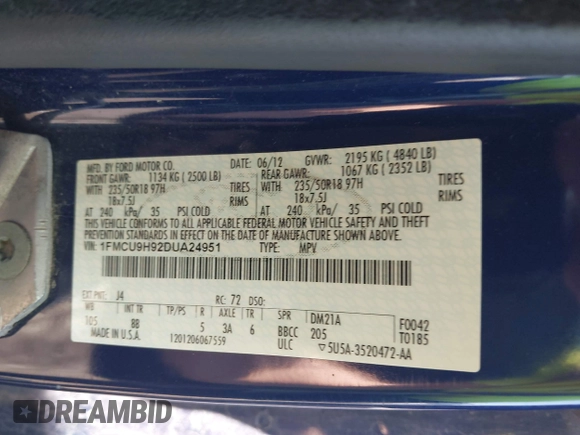 MFD. BY FORD MOTOR CO.
DATE: 06/12 GVWR: 2195 KG ( 4840 LB)
FRONT GAWR: 1134 KG ( 2500 LB) REAR GAWR: 1067 KG ( 2352 LB)
WITH 235/50R18 97H TIRES WITH 235/50R18 97H TIRES
18x7.5J RIMS 18x7.5J RIMS
AT 240 kPa/ 35 PSI COLD AT 240 kPa/ 35 PSI COLD
THIS VEHICLE CONFORMS TO ALL APPLICABLE FEDERAL MOTOR VEHICLE SAFETY
AND THEFT PREVENTION STANDARDS IN EFFECT ON THE DATE OF MANUFACTURE SHOWN ABOVE.
VIN: 1FMCU9H92DUA24951 TYPE: MPV
EXT PNT: J4 RC: 72 DSO:
WB INT TR TP/PS R AXLE TR SPR DM21A F0042
105 BB 5 3A 6 BBCC 205 T0185
MADE IN U.S.A. 1201206067559 ULC 5U5A-3520472-AA
DREAMBID